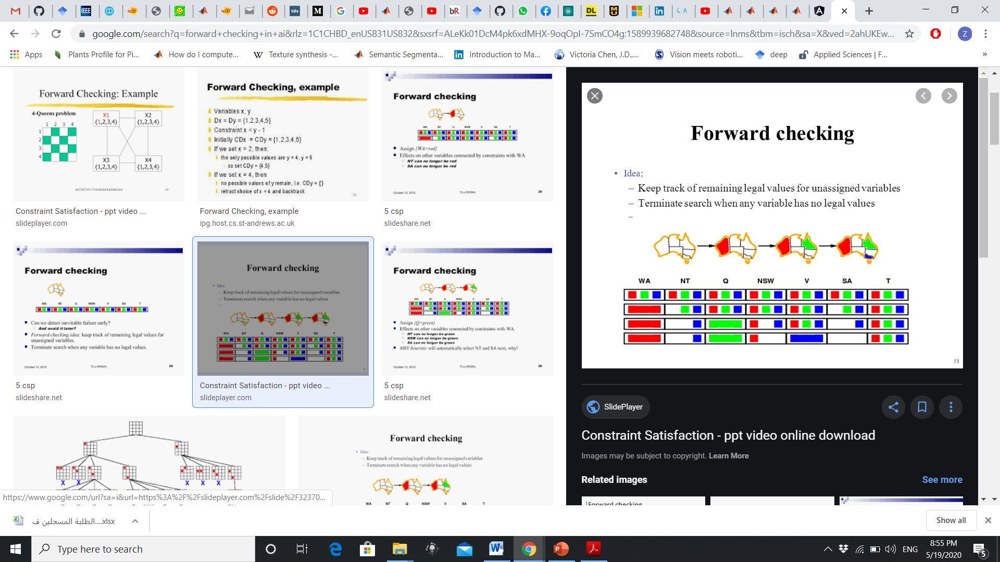 google.com/search?q=forward+checking+in+ai&rlz=1C1CHBD_enUS831US832&sxsrf=ALeKk01DcM4pk6xdMHX-9oqOpI-7SmCO4g:1589939682748&source=lnms&tbm=isch&sa=X&ved=2ahUKEw...
Z
Apps
Plants Profile for Pi...
How do I compute...
Texture synthesis -...
Semantic Segmenta...
Introduction to Ma...
Victoria Chen, J.D.,...
Vision meets roboti...
deep
Applied Sciences | F...
»
Forward Checking: Example
4-Queens problem
1 2 3 4
1
2
3
4
X1
{1,2,3,4}
X2
{1,2,3,4}
X3
{1,2,3,4}
X4
{1,2,3,4}
32
Constraint Satisfaction - ppt video ...
slideplayer.com
Forward Checking, example
Variables x, y
Dx = Dy = {1,2,3,4,5}
Constraint x < y - 1
Initially CDx = CDy = {1,2,3,4,5}
If we set x = 2, then:
the only possible values are y = 4, y = 5
so set CDy = {4,5}
If we set x = 4, then
no possible values of y remain, i.e. CDy = {}
retract choice of x = 4 and backtrack
15
Forward Checking, example
ipg.host.cs.st-andrews.ac.uk
Forward checking
WA NT Q NSW V SA T
Assign {WA=red}
Effects on other variables connected by constraints with WA
NT can no longer be red
SA can no longer be red
October 13, 2015
25
5 csp
slideshare.net
Forward checking
WA NT Q NSW V SA T
Can we detect inevitable failure early?
And avoid it later?
Forward checking idea: keep track of remaining legal values for
unassigned variables.
Terminate search when any variable has no legal values.
October 13, 2015
24
5 csp
slideshare.net
Forward checking
• Idea:
– Keep track of remaining legal values for unassigned variables
– Terminate search when any variable has no legal values
–
WA NT Q NSW V SA T
Constraint Satisfaction - ppt video ...
slideplayer.com
Forward checking
WA NT Q NSW V SA T
Assign {Q=green}
Effects on other variables connected by constraints with WA
NT can no longer be green
NSW can no longer be green
SA can no longer be green
MRV heuristic will automatically select NT and SA next, why?
October 13, 2015
26
5 csp
slideshare.net
X X X X X
Forward checking
• Idea:
– Keep track of remaining legal values for unassigned variables
– Terminate search when any variable has no legal values
WA NT Q NSW V SA T
Forward checking
• Idea:
– Keep track of remaining legal values for unassigned variables
– Terminate search when any variable has no legal values
–
WA NT Q NSW V SA T
51
SlidePlayer
Constraint Satisfaction - ppt video online download
Images may be subject to copyright. Learn More
Related images
See more
Forward checking
https://www.google.com/url?sa=i&url=https%3A%2F%2Fslideplayer.com%2Fslide%2F32370...
الطلبة المسجلين ف....xlsx
Show all
Type here to search
ENG
8:55 PM
5/19/2020
5